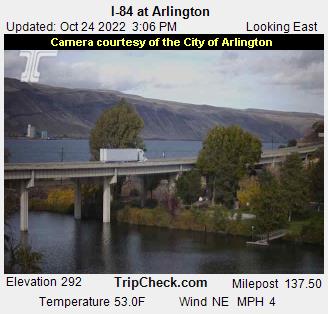 I-84 at Arlington
Updated: Oct 24 2022 3:06 PM Looking East
Camera courtesy of the City of Arlington
Elevation 292 TripCheck.com Milepost 137.50
Temperature 53.0F Wind NE MPH 4